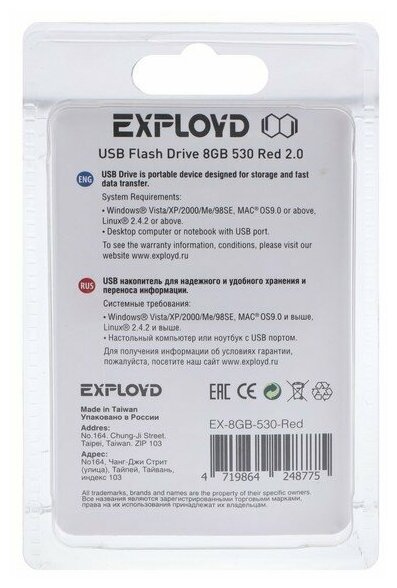 EXPLOYD
USB Flash Drive 8GB 530 Red 2.0
ENG
USB Drive is portable device designed for storage and fast
data transfer.
System Requirements:
• Windows® Vista/XP/2000/Me/98SE, MAC® OS9.0 or above,
Linux® 2.4.2 or above.
• Desktop computer or notebook with USB port.
To see the warranty information, conditions, please visit our
website www.exployd.ru
RUS
USB накопитель для надежного и удобного хранения и
переноса информации.
Системные требования:
• Windows® Vista/XP/2000/Me/98SE, MAC® OS9.0 и выше,
Linux® 2.4.2 и выше.
• Настольный компьютер или ноутбук с USB портом.
Для получения информации об условиях гарантии,
пожалуйста, посетите наш сайт www.exployd.ru
EXPLOYD
EAC CE
Made in Taiwan
Упаковано в России
Address:
No.164. Chung-Ji Street.
Taipei, Taiwan. ZIP 103
Адрес:
No164, Чанг-Джи Стрит
(улица), Тайпей, Тайвань,
индекс 103
EX-8GB-530-Red
4 719864 248775
All trademarks, brands and names are the property of their specific owners.
Все названия являются зарегистрированными торговыми марками, а
права на их использования принадлежат их владельцам.